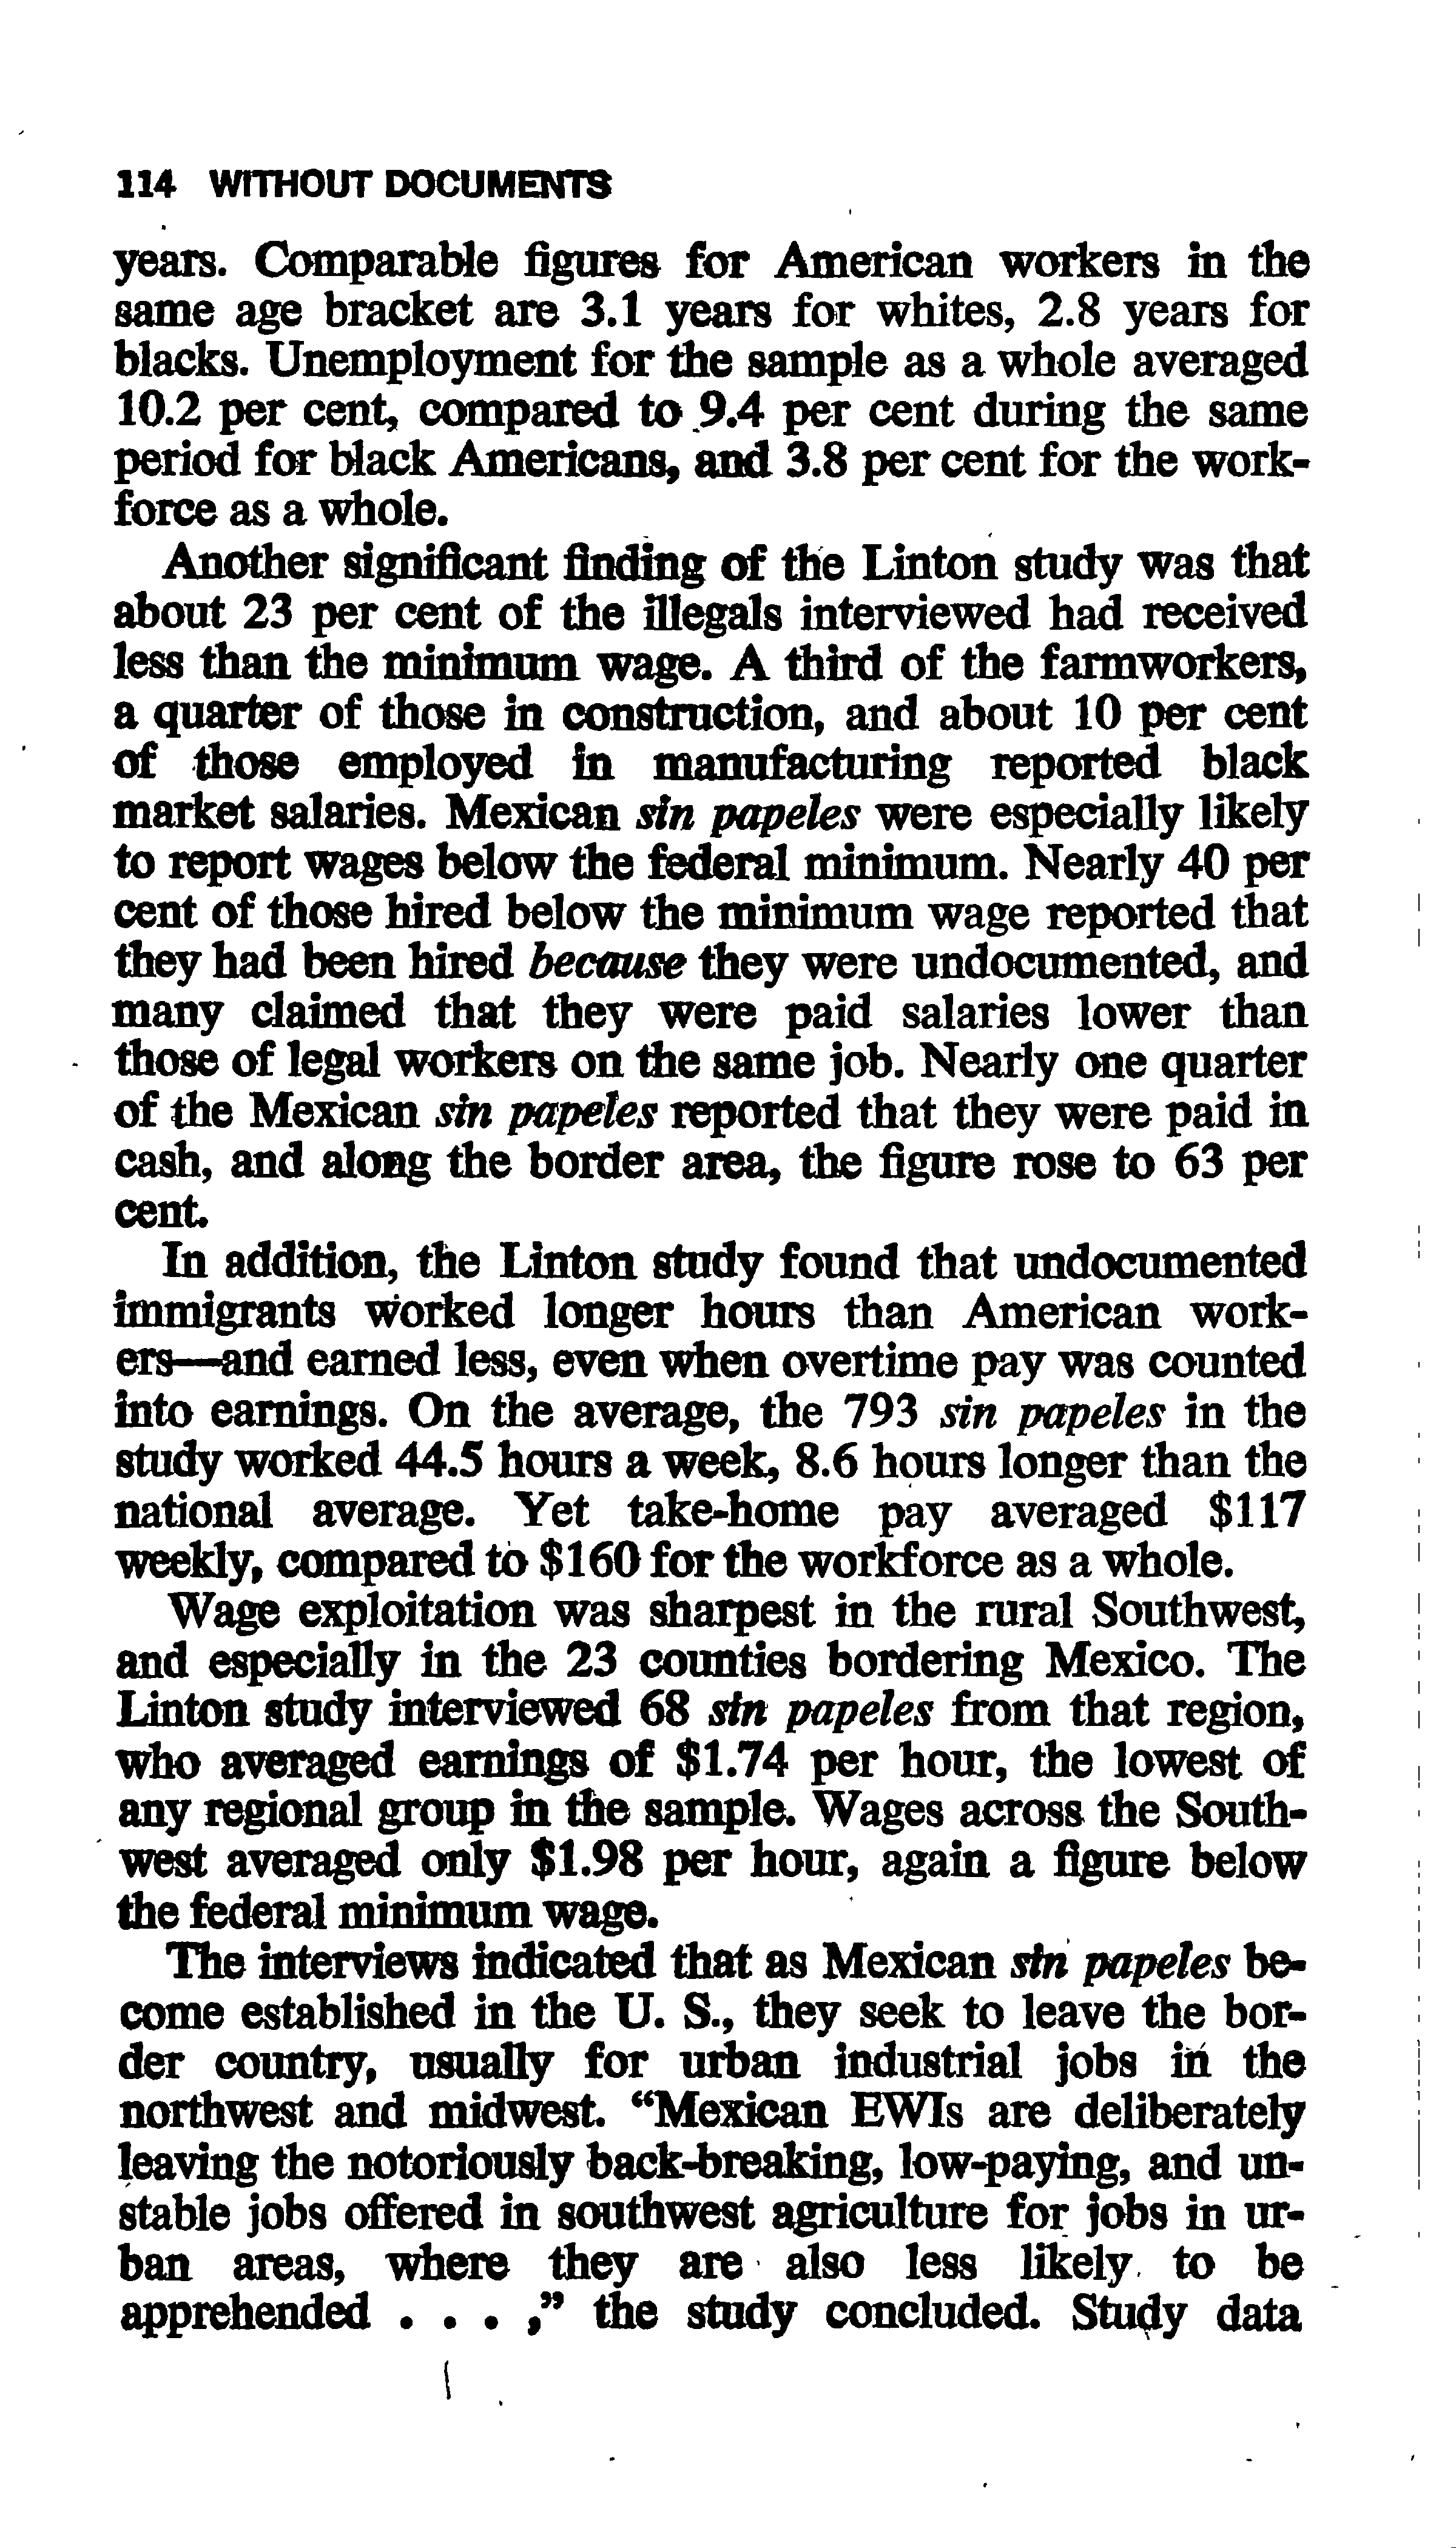 114 WITHOUT DOCUMENTS
years. Comparable figures for American workers in the
same age bracket are 3.1 years for whites, 2.8 years for
blacks. Unemployment for the sample as a whole averaged
10.2 per cent, compared to 9.4 per cent during the same
period for black Americans, and 3.8 per cent for the work-
force as a whole.
Another significant finding of the Linton study was that
about 23 per cent of the illegals interviewed had received
less than the minimum wage. A third of the farmworkers,
a quarter of those in construction, and about 10 per cent
of those employed in manufacturing reported black
market salaries. Mexican sin papeles were especially likely
to report wages below the federal minimum. Nearly 40 per
cent of those hired below the minimum wage reported that
they had been hired because they were undocumented, and
many claimed that they were paid salaries lower than
those of legal workers on the same job. Nearly one quarter
of the Mexican sin papeles reported that they were paid in
cash, and along the border area, the figure rose to 63 per
cent.
In addition, the Linton study found that undocumented
immigrants worked longer hours than American work-
ers—and earned less, even when overtime pay was counted
into earnings. On the average, the 793 sin papeles in the
study worked 44.5 hours a week, 8.6 hours longer than the
national average. Yet take-home pay averaged $117
weekly, compared to $160 for the workforce as a whole.
Wage exploitation was sharpest in the rural Southwest,
and especially in the 23 counties bordering Mexico. The
Linton study interviewed 68 sin papeles from that region,
who averaged earnings of $1.74 per hour, the lowest of
any regional group in the sample. Wages across the South-
west averaged only $1.98 per hour, again a figure below
the federal minimum wage.
The interviews indicated that as Mexican sin papeles be-
come established in the U. S., they seek to leave the bor-
der country, usually for urban industrial jobs in the
northwest and midwest. “Mexican EWIs are deliberately
leaving the notoriously back-breaking, low-paying, and un-
stable jobs offered in southwest agriculture for jobs in ur-
ban areas, where they are also less likely to be
apprehended . . . ,” the study concluded. Study data